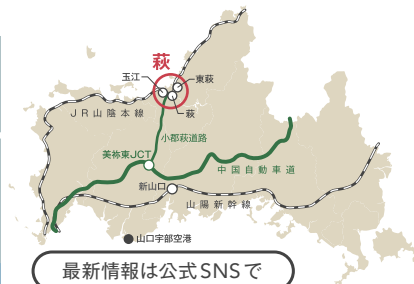 萩
玉江
東萩
JR山陰本線
萩
小郡萩道路
美祢東JCT
中国自動車道
新山口
山陽新幹線
山口宇部空港
最新情報は公式SNSで